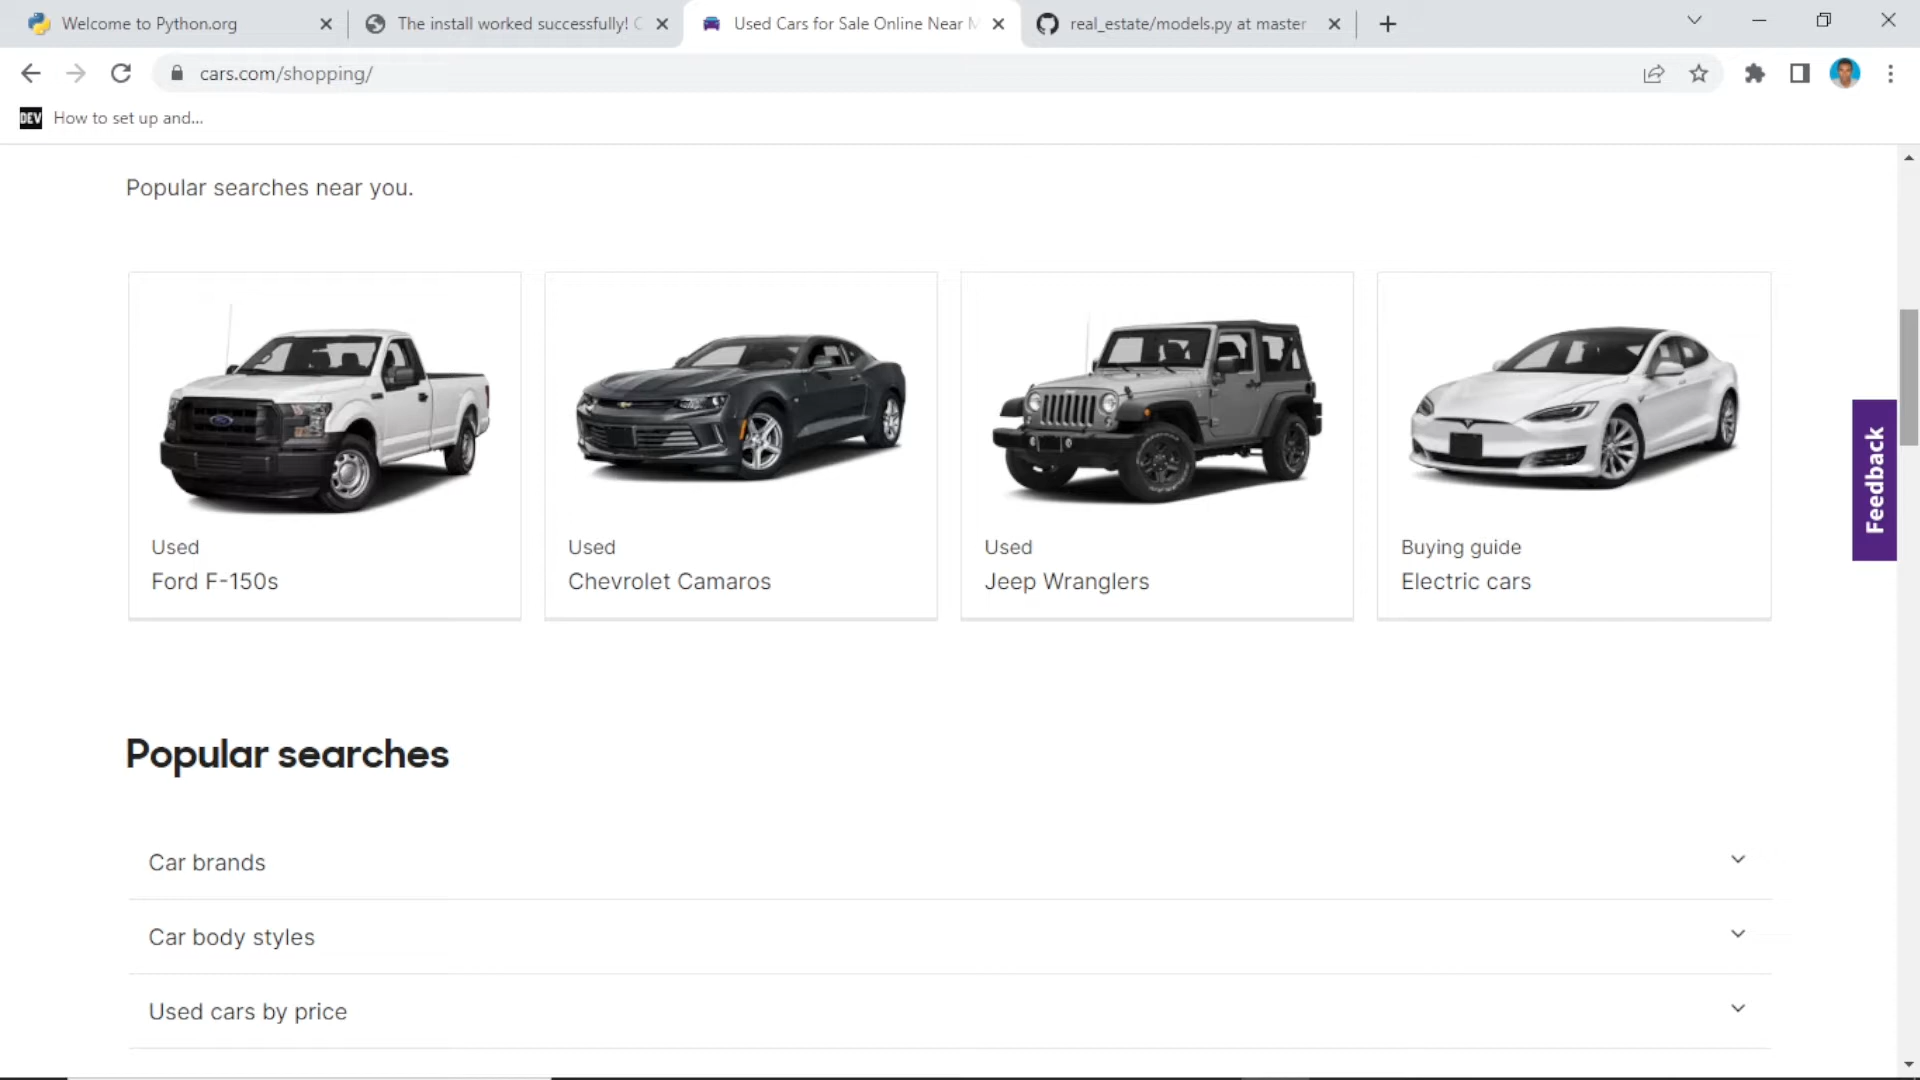 Welcome to Python.org
The install worked successfully! C
Used Cars for Sale Online Near M
real_estate/models.py at master
cars.com/shopping/
DEV
How to set up and...
Popular searches near you.
Used
Ford F-150s
Used
Chevrolet Camaros
Used
Jeep Wranglers
Buying guide
Electric cars
Feedback
Popular searches
Car brands
Car body styles
Used cars by price